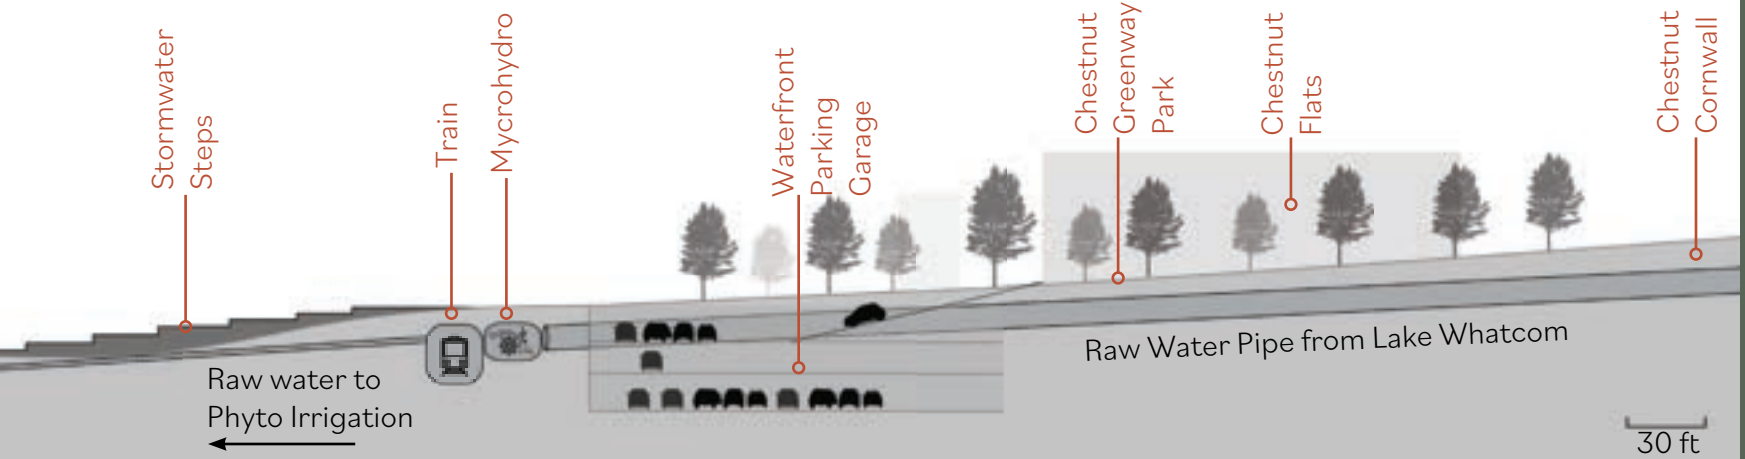 Stormwater
Steps
Train
Mycrohydro
Waterfront
Parking
Garage
Chestnut
Greenway
Park
Chestnut
Flats
Chestnut
Cornwall
Raw Water Pipe from Lake Whatcom
Raw water to
Phyto Irrigation
30 ft